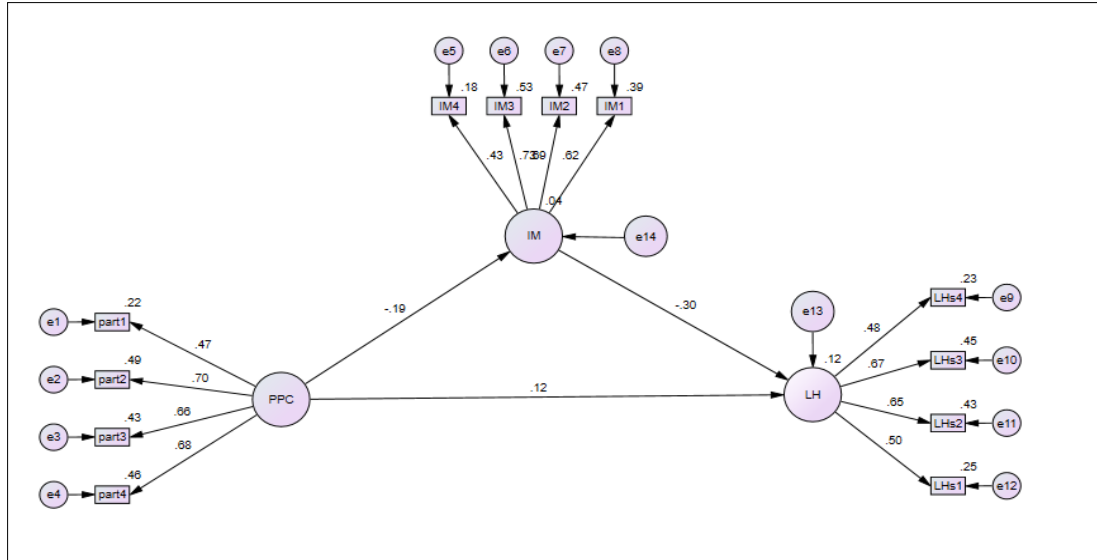 e5 e6 e7 e8
.18 .53 .47 .39
IM4 IM3 IM2 IM1
.43 .73 .69 .62
.04
IM e14
-.19 -.30
.22
e1 part1
.47
.49
e2 part2
.70
.43
e3 part3
.66
.46
e4 part4
.68
PPC
.12
e13
.12
LH
.23
LHs4 e9
.48
.45
LHs3 e10
.67
.43
LHs2 e11
.65
.25
LHs1 e12
.50